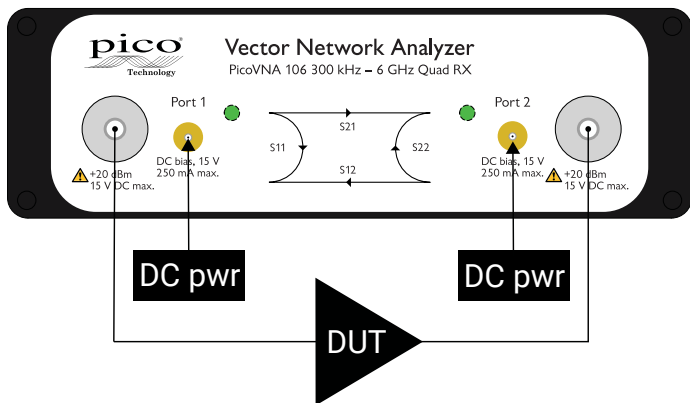 pico
Technology
Vector Network Analyzer
PicoVNA 106 300 kHz – 6 GHz Quad RX
Port 1
Port 2
S21
S11
S22
S12
+20 dBm
15 V DC max.
DC bias, 15 V
250 mA max.
DC bias, 15 V
250 mA max.
+20 dBm
15 V DC max.
DC pwr
DC pwr
DUT